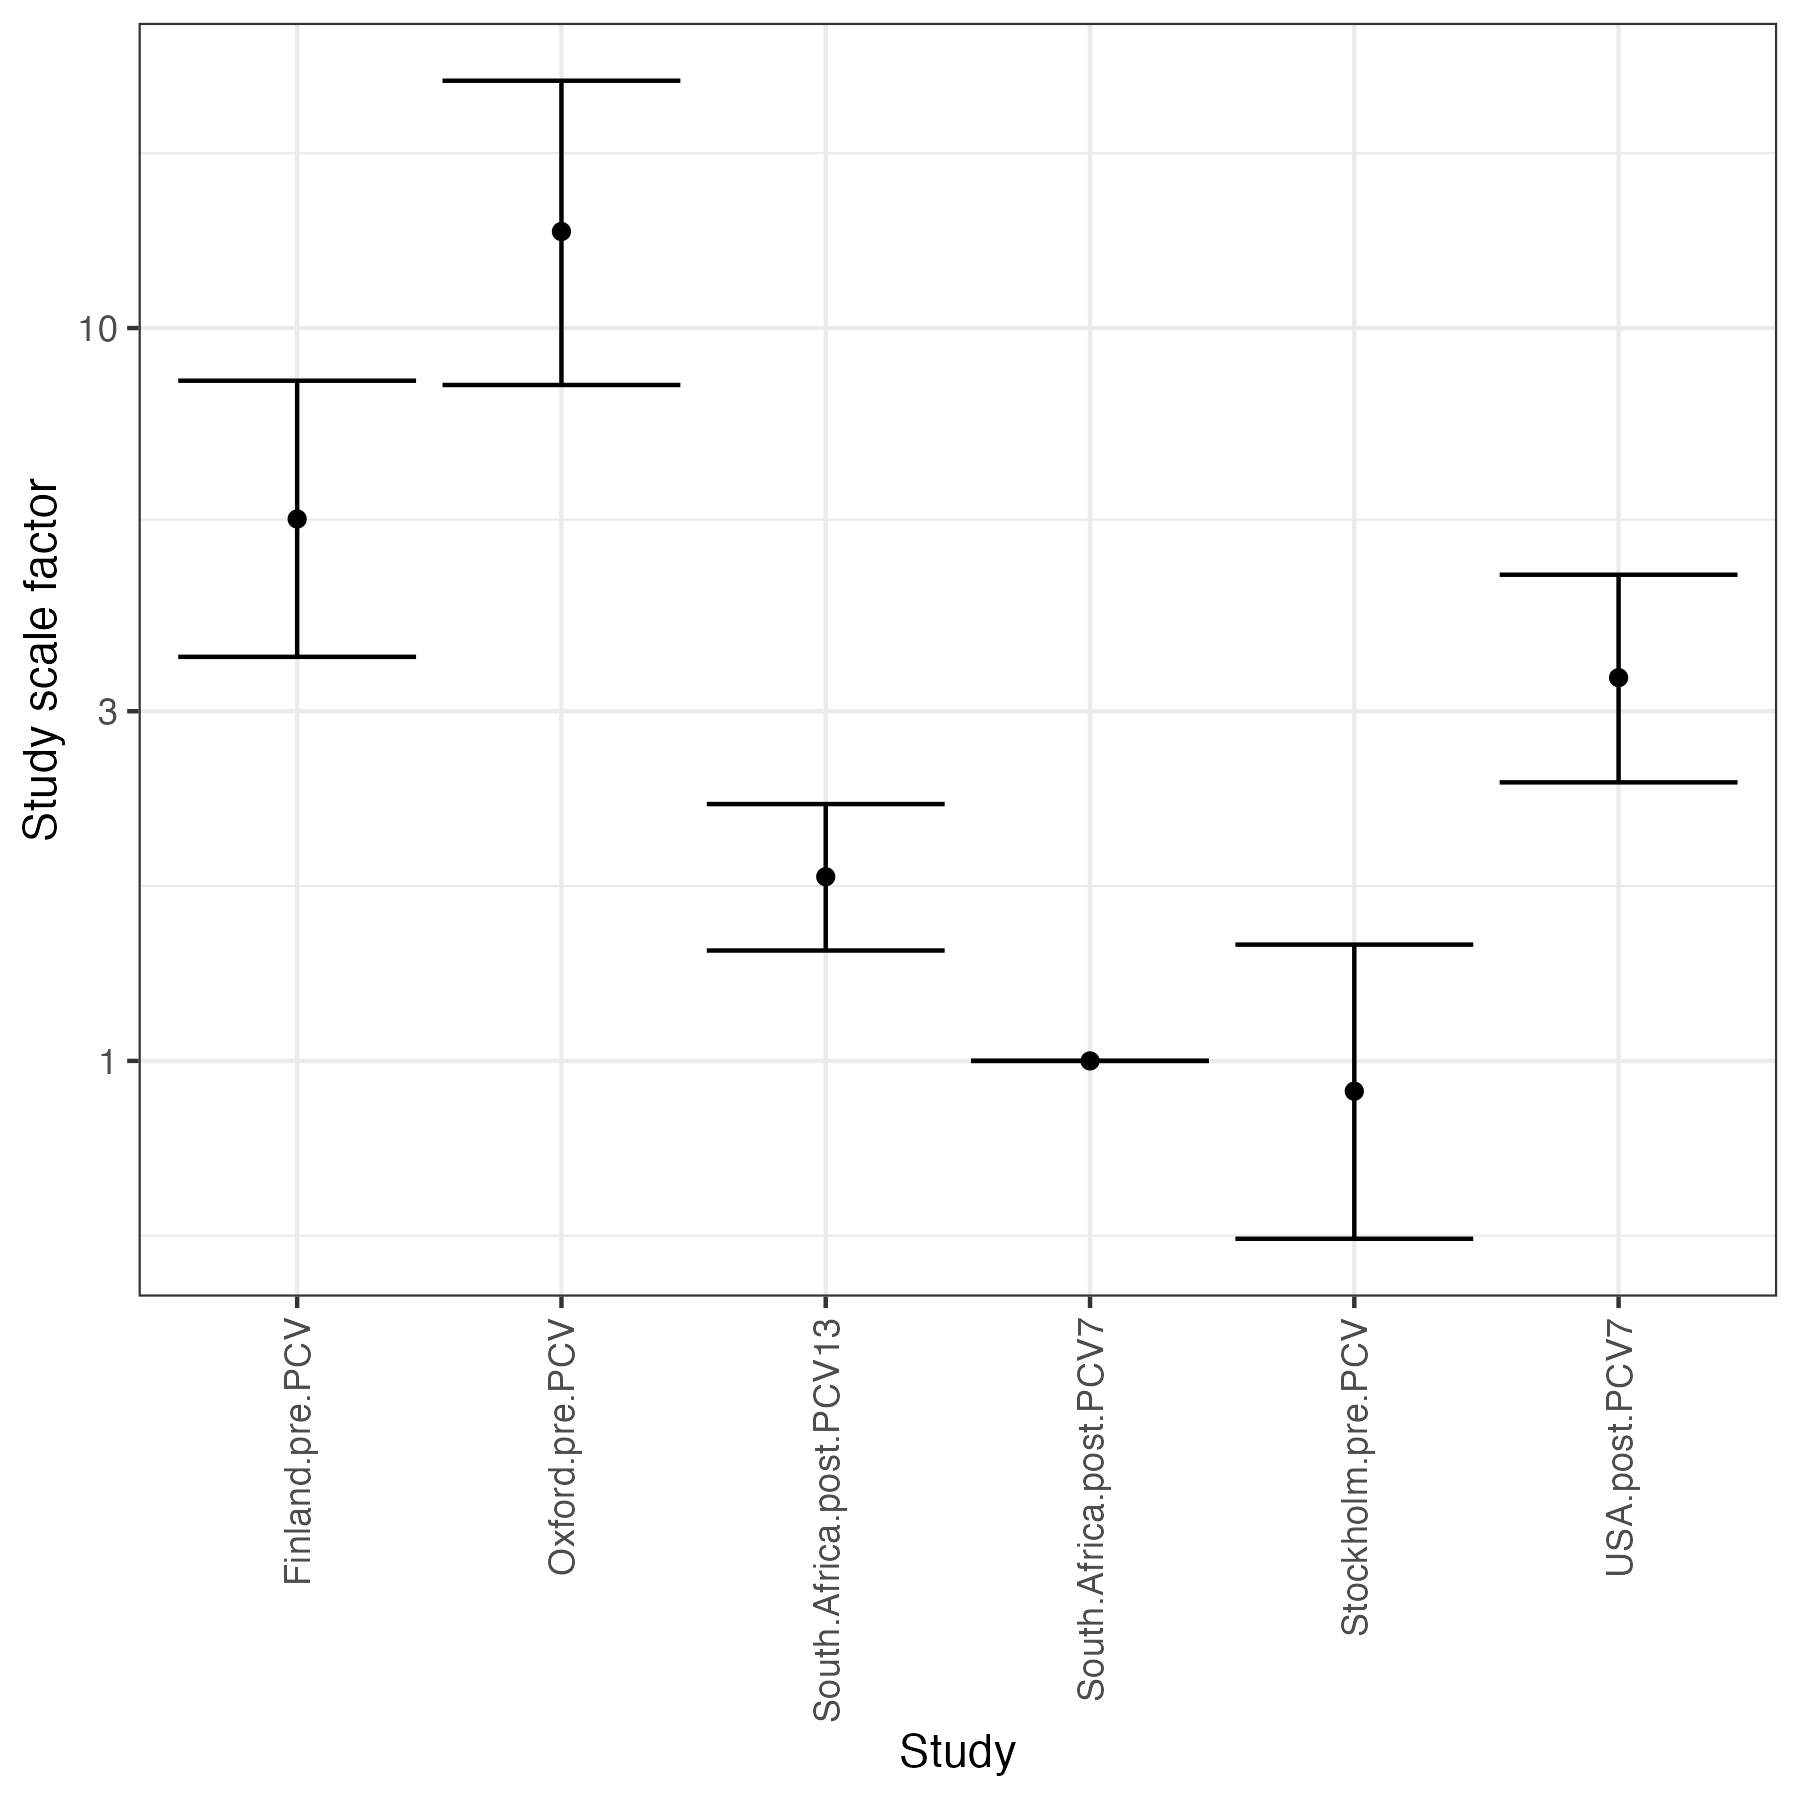 Study scale factor
10
3
1
Finland.pre.PCV
Oxford.pre.PCV
South.Africa.post.PCV13
South.Africa.post.PCV7
Stockholm.pre.PCV
USA.post.PCV7
Study